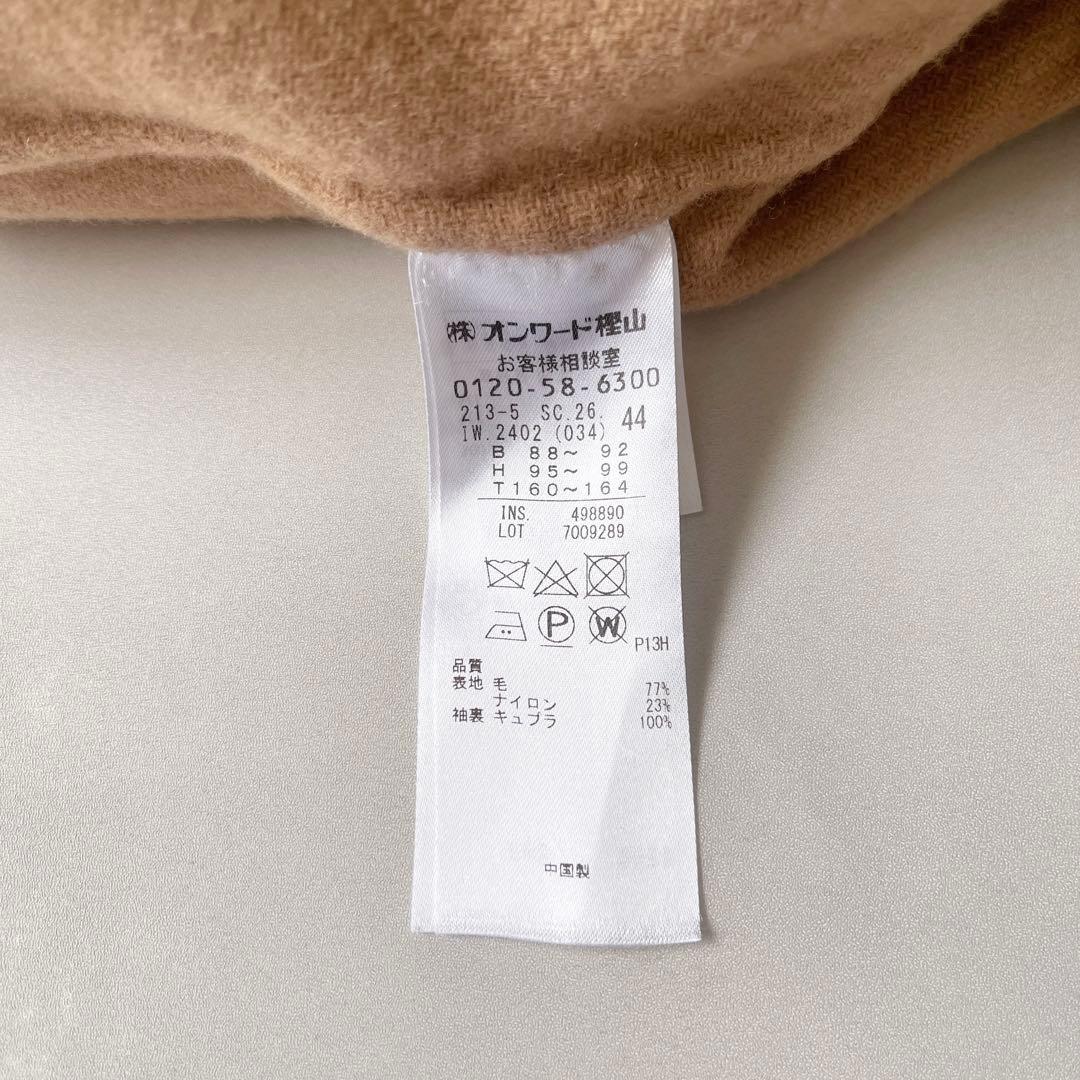 (株)オンワード樫山
お客様相談室
0120-58-6300
213-5 SC.26. 44
IW.2402 (034)
B 88～ 92
H 95～ 99
T160～164
INS. 498890
LOT 7009289
P W P13H
品質
表地 毛 77%
ナイロン 23%
袖裏 キュプラ 100%
中国製